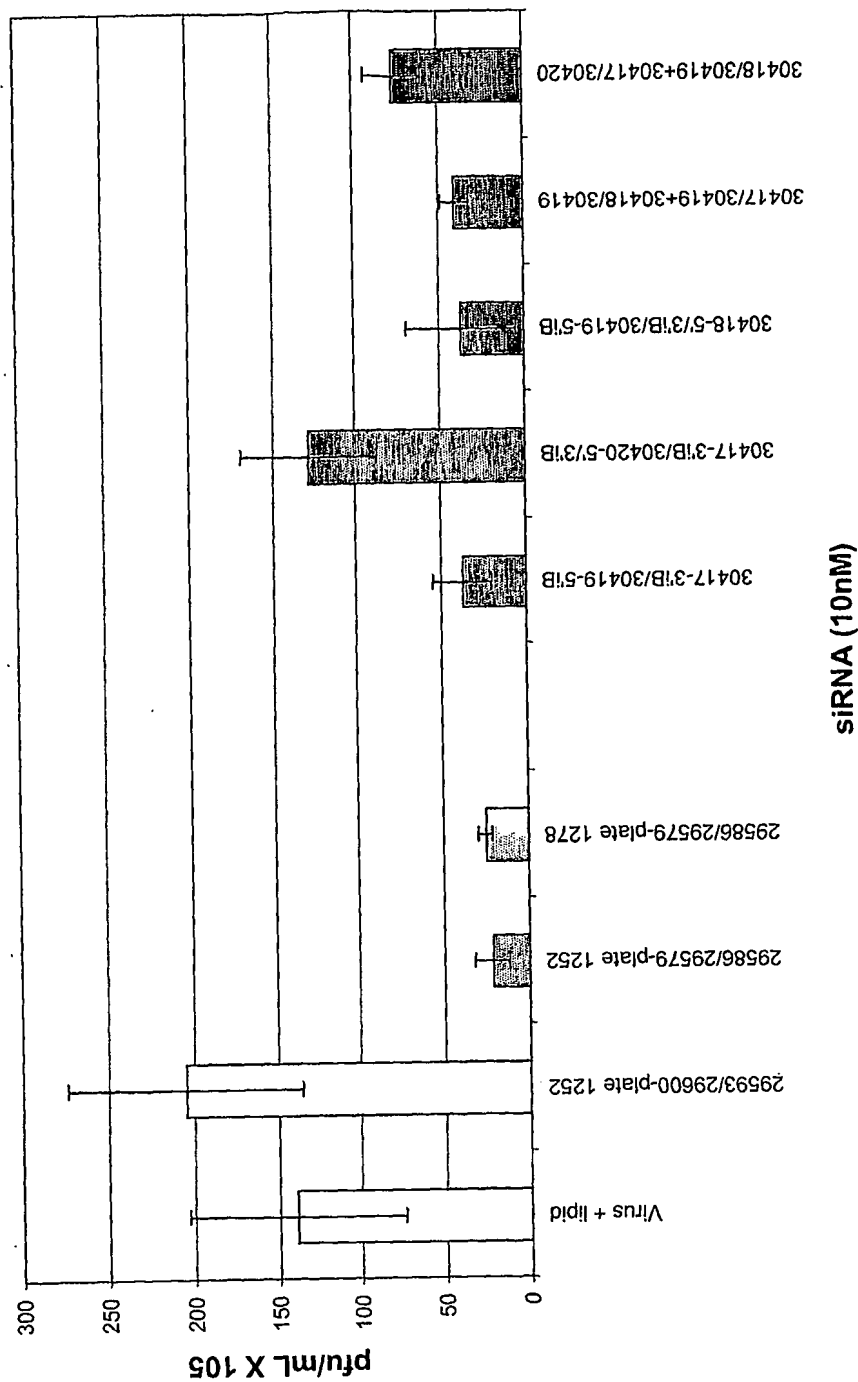 pfu/mL X 105
300
250
200
150
100
50
0
Virus + lipid
29593/29600-plate 1252
29586/29579-plate 1252
29586/29579-plate 1278
30417-3'iB/30419-5'iB
30417-3'iB/30420-5'/3'iB
30418-5'/3'iB/30419-5'iB
30417/30419+30418/30419
30418/30419+30417/30420
siRNA (10nM)